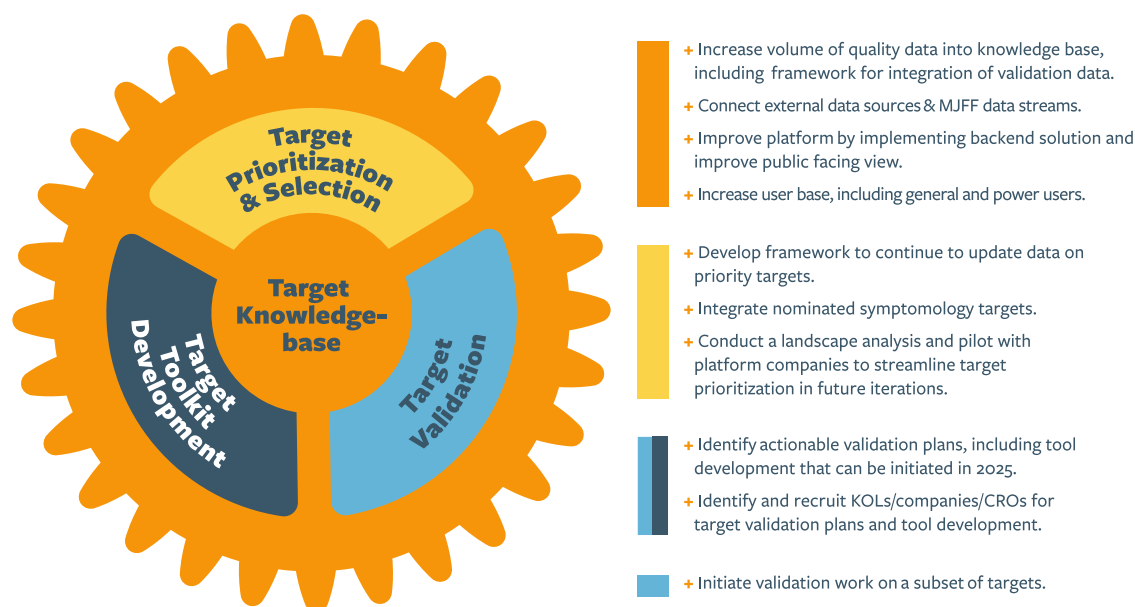 Target
Prioritization
& Selection
Target
Knowledge-
base
Target
Toolkit
Development
Target
Validation
+ Increase volume of quality data into knowledge base,
including framework for integration of validation data.
+ Connect external data sources & MJFF data streams.
+ Improve platform by implementing backend solution and
improve public facing view.
+ Increase user base, including general and power users.
+ Develop framework to continue to update data on
priority targets.
+ Integrate nominated symptomology targets.
+ Conduct a landscape analysis and pilot with
platform companies to streamline target
prioritization in future iterations.
+ Identify actionable validation plans, including tool
development that can be initiated in 2025.
+ Identify and recruit KOLs/companies/CROs for
target validation plans and tool development.
+ Initiate validation work on a subset of targets.